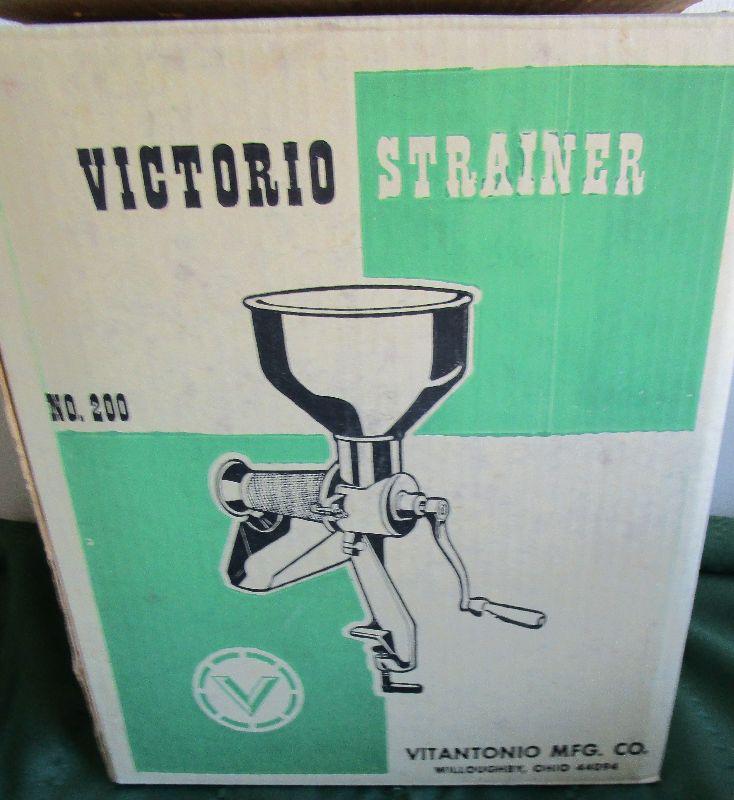 VICTORIO STRAINER
NO. 200
V
VITANTONIO MFG. CO.
WILLOUGHBY, OHIO 44094